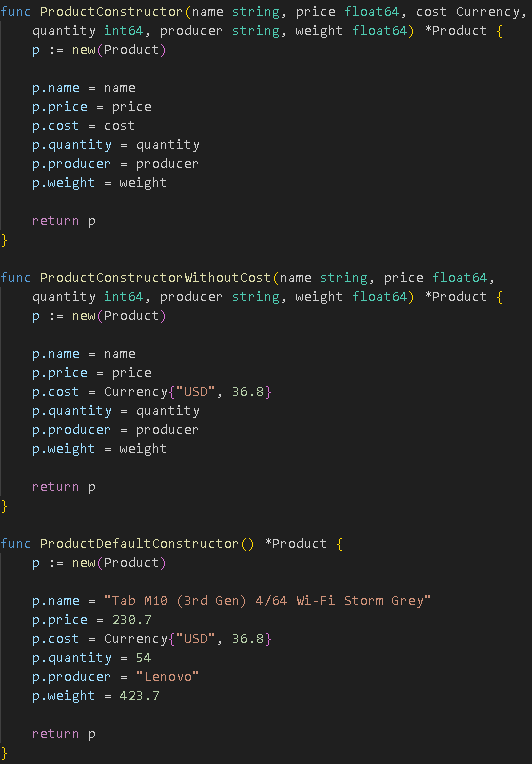 func ProductConstructor(name string, price float64, cost Currency,
    quantity int64, producer string, weight float64) *Product {
    p := new(Product)

    p.name = name
    p.price = price
    p.cost = cost
    p.quantity = quantity
    p.producer = producer
    p.weight = weight

    return p
}

func ProductConstructorWithoutCost(name string, price float64,
    quantity int64, producer string, weight float64) *Product {
    p := new(Product)

    p.name = name
    p.price = price
    p.cost = Currency{"USD", 36.8}
    p.quantity = quantity
    p.producer = producer
    p.weight = weight

    return p
}

func ProductDefaultConstructor() *Product {
    p := new(Product)

    p.name = "Tab M10 (3rd Gen) 4/64 Wi-Fi Storm Grey"
    p.price = 230.7
    p.cost = Currency{"USD", 36.8}
    p.quantity = 54
    p.producer = "Lenovo"
    p.weight = 423.7

    return p
}